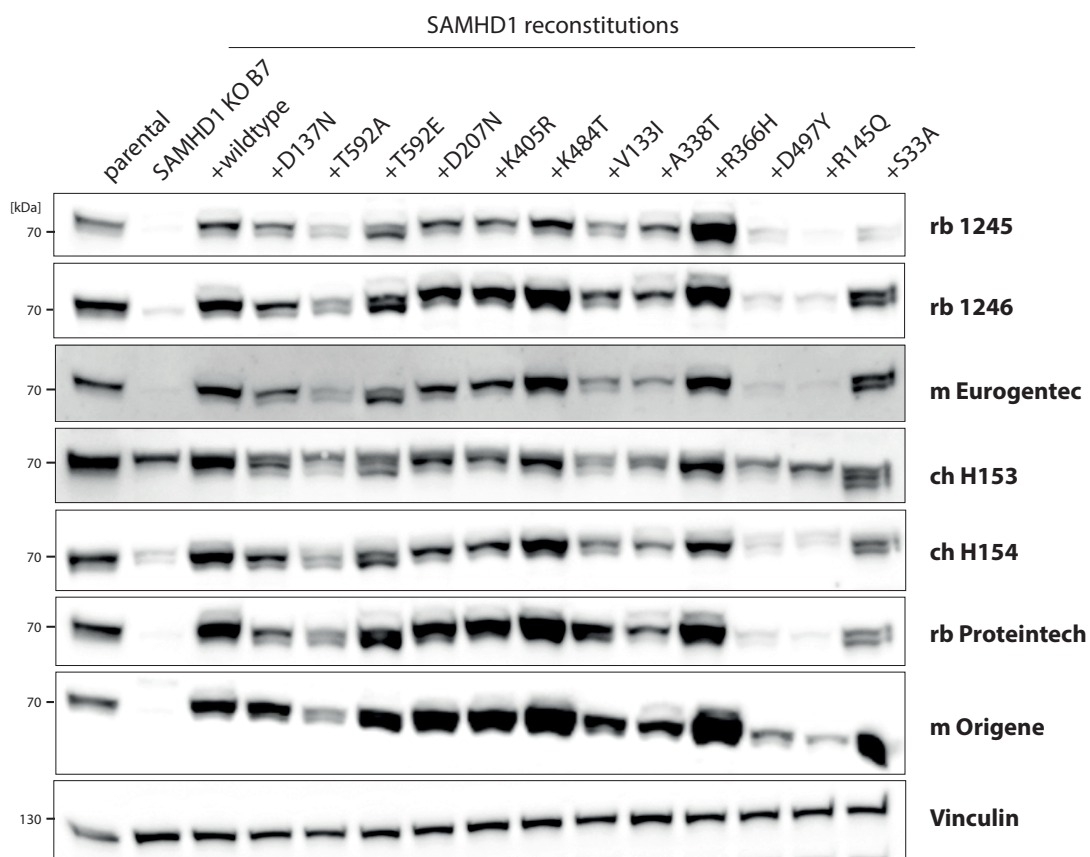 SAMHD1 reconstitutions
parental
SAMHD1 KO B7
+wildtype
+D137N
+T592A
+T592E
+D207N
+K405R
+K484T
+V133I
+A338T
+R366H
+D497Y
+R145Q
+S33A
[kDa]
70
rb 1245
70
rb 1246
70
m Eurogentec
70
ch H153
70
ch H154
70
rb Proteintech
70
m Origene
130
Vinculin